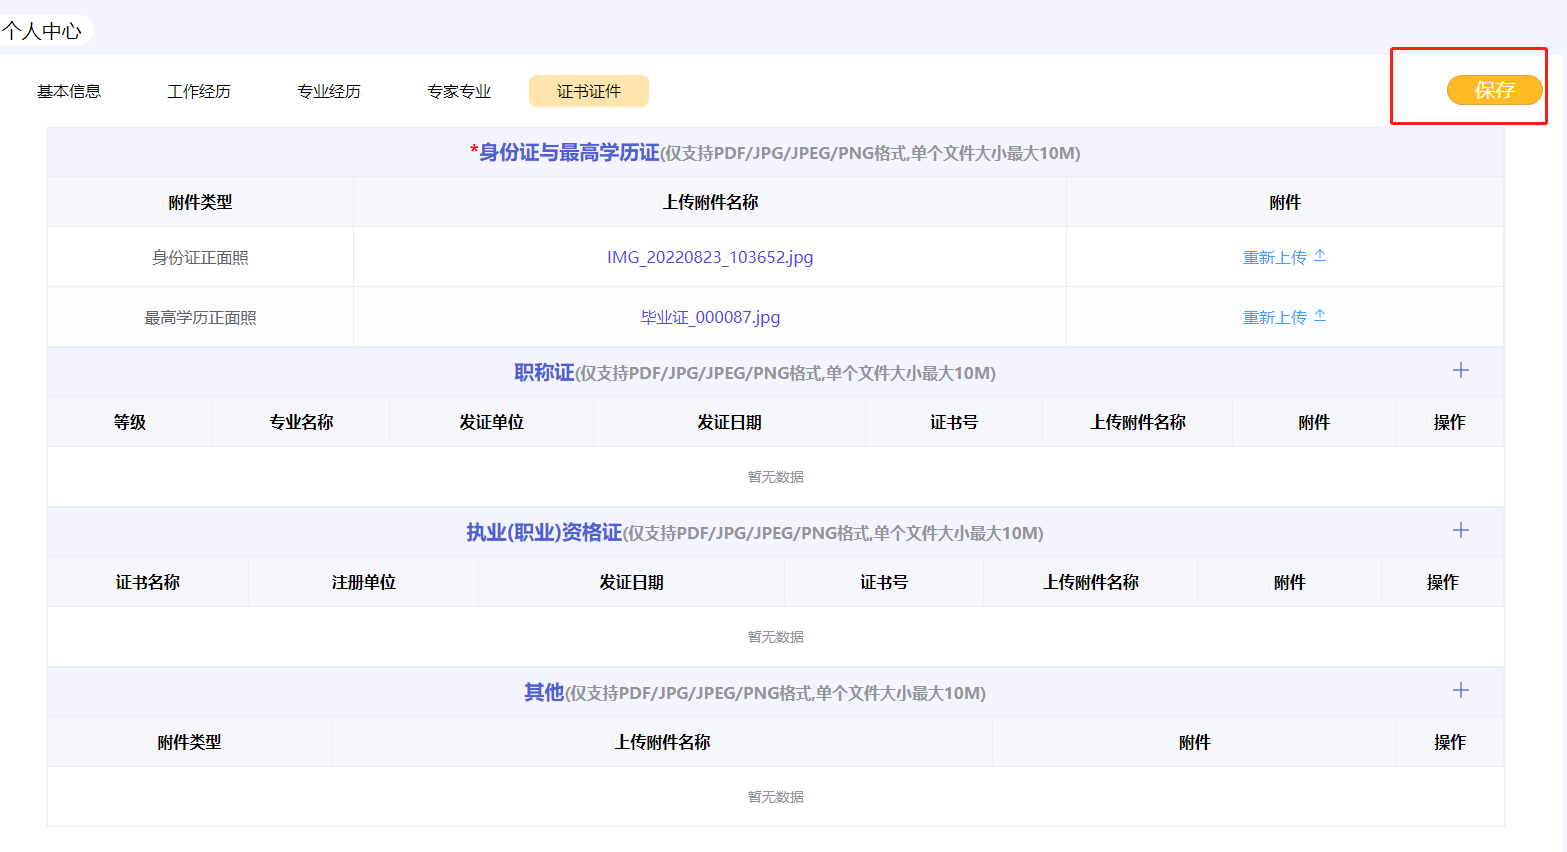 个人中心
基本信息 工作经历 专业经历 专家专业 证书证件 保存
*身份证与最高学历证(仅支持PDF/JPG/JPEG/PNG格式,单个文件大小最大10M)
附件类型 上传附件名称 附件
身份证正面照 IMG_20220823_103652.jpg 重新上传
最高学历正面照 毕业证_000087.jpg 重新上传
职称证(仅支持PDF/JPG/JPEG/PNG格式,单个文件大小最大10M)
等级 专业名称 发证单位 发证日期 证书号 上传附件名称 附件 操作
暂无数据
执业(职业)资格证(仅支持PDF/JPG/JPEG/PNG格式,单个文件大小最大10M)
证书名称 注册单位 发证日期 证书号 上传附件名称 附件 操作
暂无数据
其他(仅支持PDF/JPG/JPEG/PNG格式,单个文件大小最大10M)
附件类型 上传附件名称 附件 操作
暂无数据